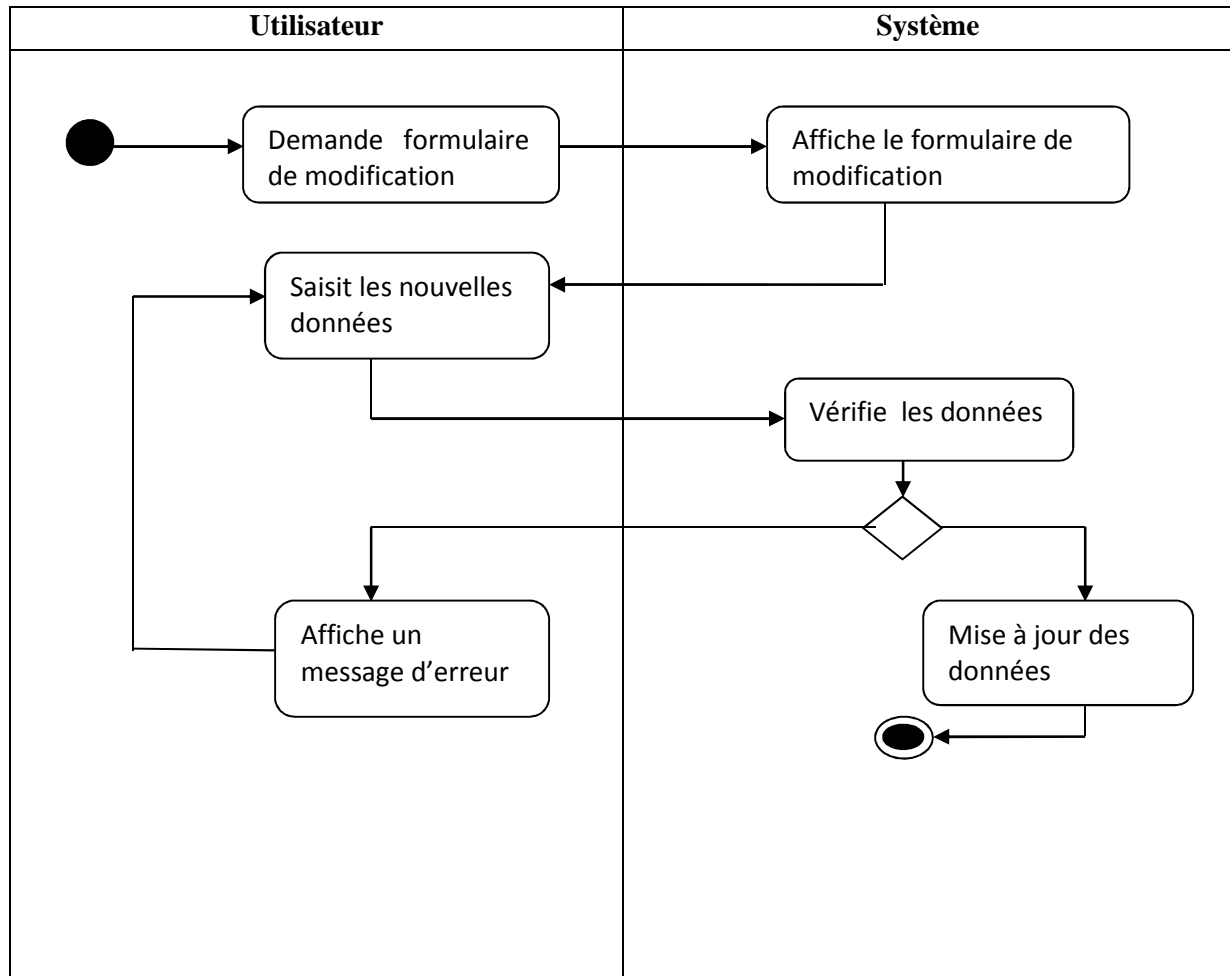 Utilisateur
Système
Demande formulaire
de modification
Affiche le formulaire de
modification
Saisit les nouvelles
données
Vérifie les données
Affiche un
message d’erreur
Mise à jour des
données